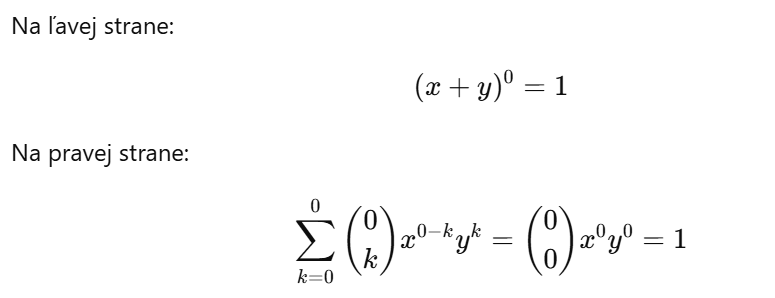 Na ľavej strane:
(x + y)^0 = 1
Na pravej strane:
\sum_{k=0}^{0} \binom{0}{k} x^{0-k} y^k = \binom{0}{0} x^0 y^0 = 1